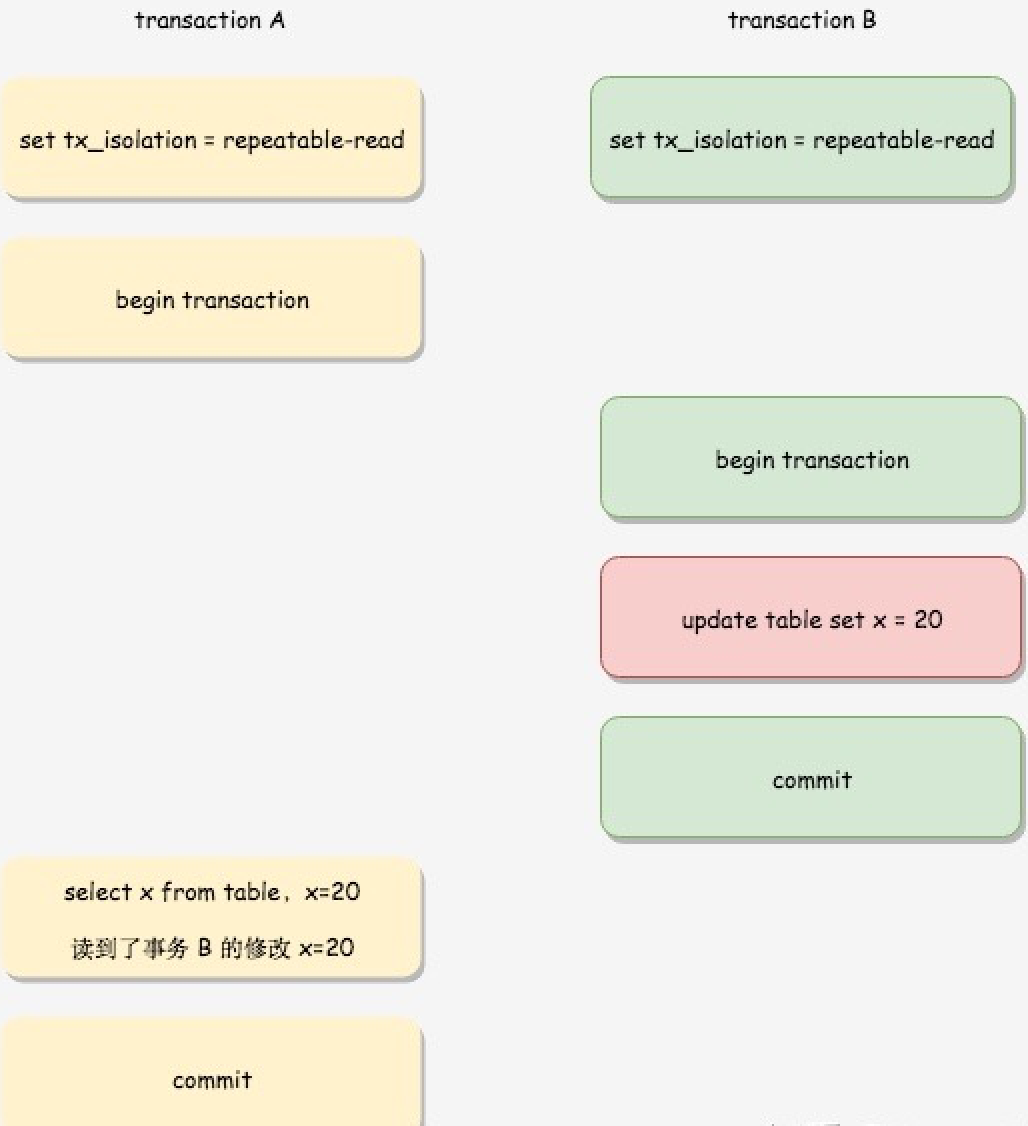 transaction A
transaction B
set tx_isolation = repeatable-read
set tx_isolation = repeatable-read
begin transaction
begin transaction
update table set x = 20
commit
select x from table，x=20
读到了事务 B 的修改 x=20
commit